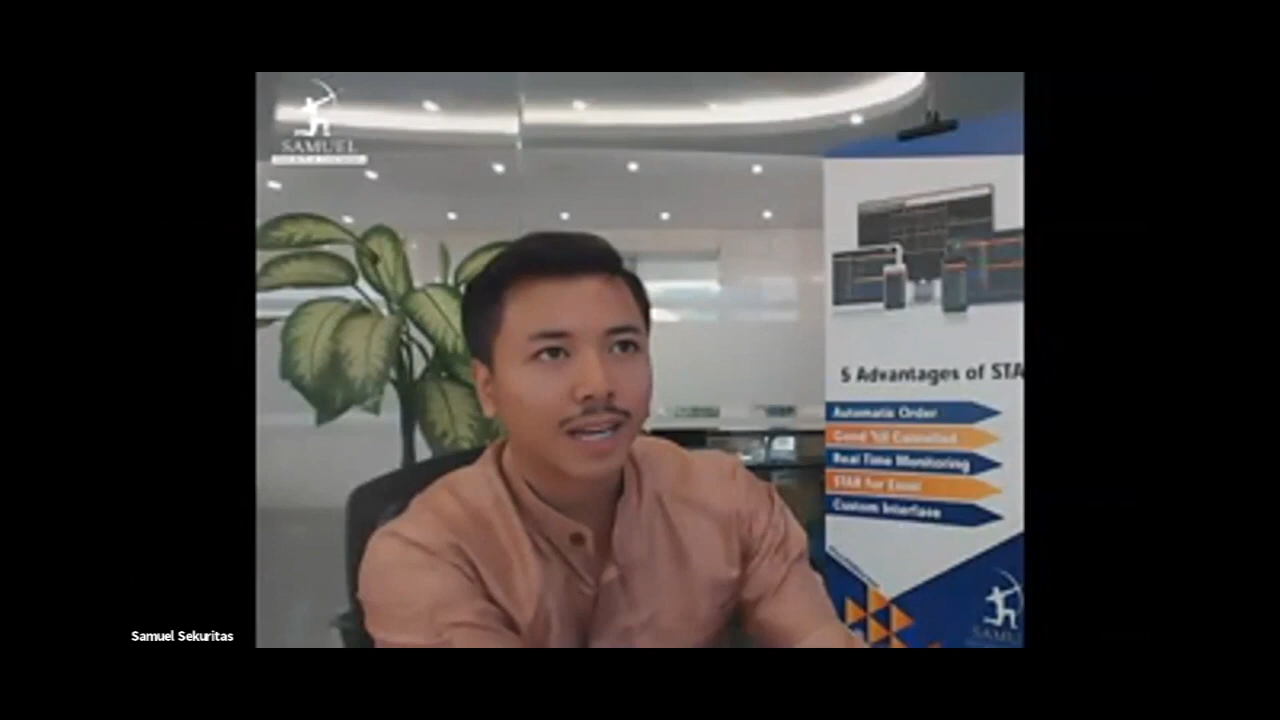 SAMUEL
5 Advantages of STA
Automatic Order
Good Till Cancelled
Real Time Monitoring
STAR for Excel
Custom Interface
SAMU
Samuel Sekuritas